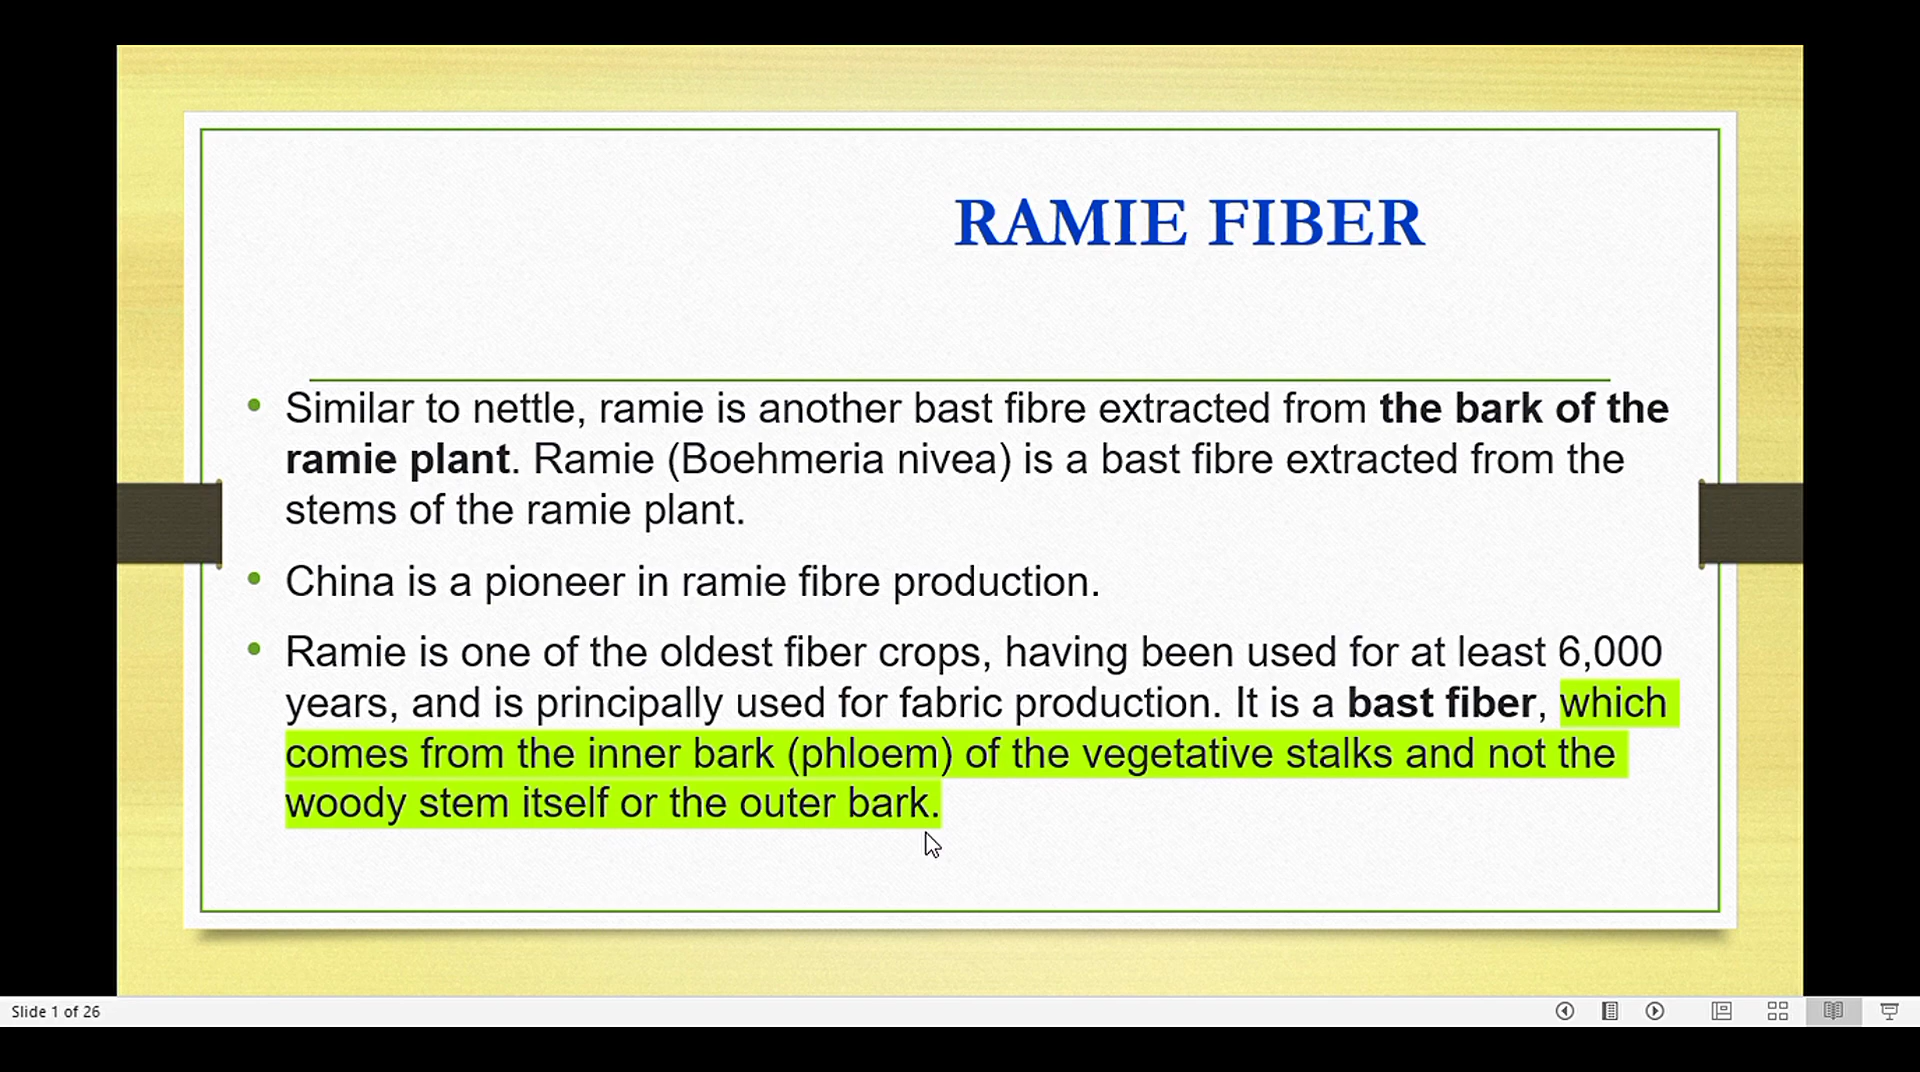 RAMIE FIBER
• Similar to nettle, ramie is another bast fibre extracted from the bark of the
ramie plant. Ramie (Boehmeria nivea) is a bast fibre extracted from the
stems of the ramie plant.
• China is a pioneer in ramie fibre production.
• Ramie is one of the oldest fiber crops, having been used for at least 6,000
years, and is principally used for fabric production. It is a bast fiber, which
comes from the inner bark (phloem) of the vegetative stalks and not the
woody stem itself or the outer bark.
Slide 1 of 26